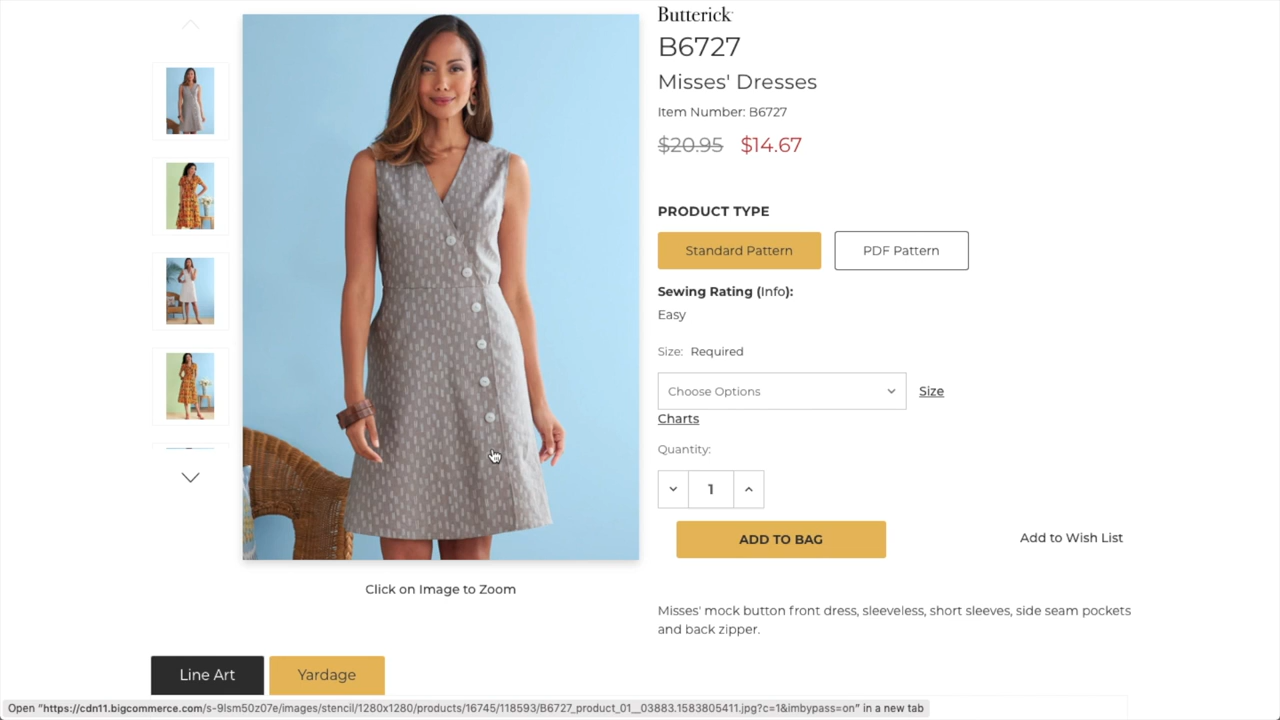 Butterick
B6727
Misses' Dresses
Item Number: B6727
$20.95 $14.67
PRODUCT TYPE
Standard Pattern PDF Pattern
Sewing Rating (Info):
Easy
Size: Required
Choose Options Size
Charts
Quantity:
1
ADD TO BAG Add to Wish List
Click on Image to Zoom
Misses' mock button front dress, sleeveless, short sleeves, side seam pockets
and back zipper.
Line Art Yardage
Open "https://cdn11.bigcommerce.com/s-9lsm50z07e/images/stencil/1280x1280/products/16745/118593/B6727_product_01__03883.1583805411.jpg?c=1&imbypass=on" in a new tab